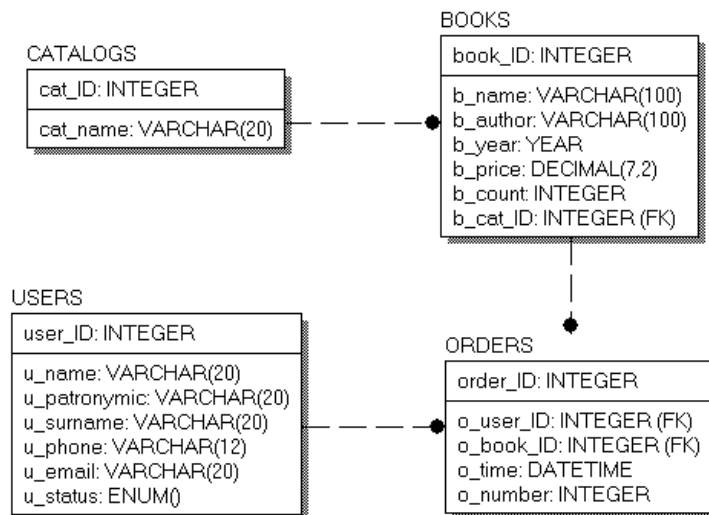 CATALOGS
cat_ID: INTEGER
cat_name: VARCHAR(20)
BOOKS
book_ID: INTEGER
b_name: VARCHAR(100)
b_author: VARCHAR(100)
b_year: YEAR
b_price: DECIMAL(7,2)
b_count: INTEGER
b_cat_ID: INTEGER (FK)
USERS
user_ID: INTEGER
u_name: VARCHAR(20)
u_patronymic: VARCHAR(20)
u_surname: VARCHAR(20)
u_phone: VARCHAR(12)
u_email: VARCHAR(20)
u_status: ENUM()
ORDERS
order_ID: INTEGER
o_user_ID: INTEGER (FK)
o_book_ID: INTEGER (FK)
o_time: DATETIME
o_number: INTEGER